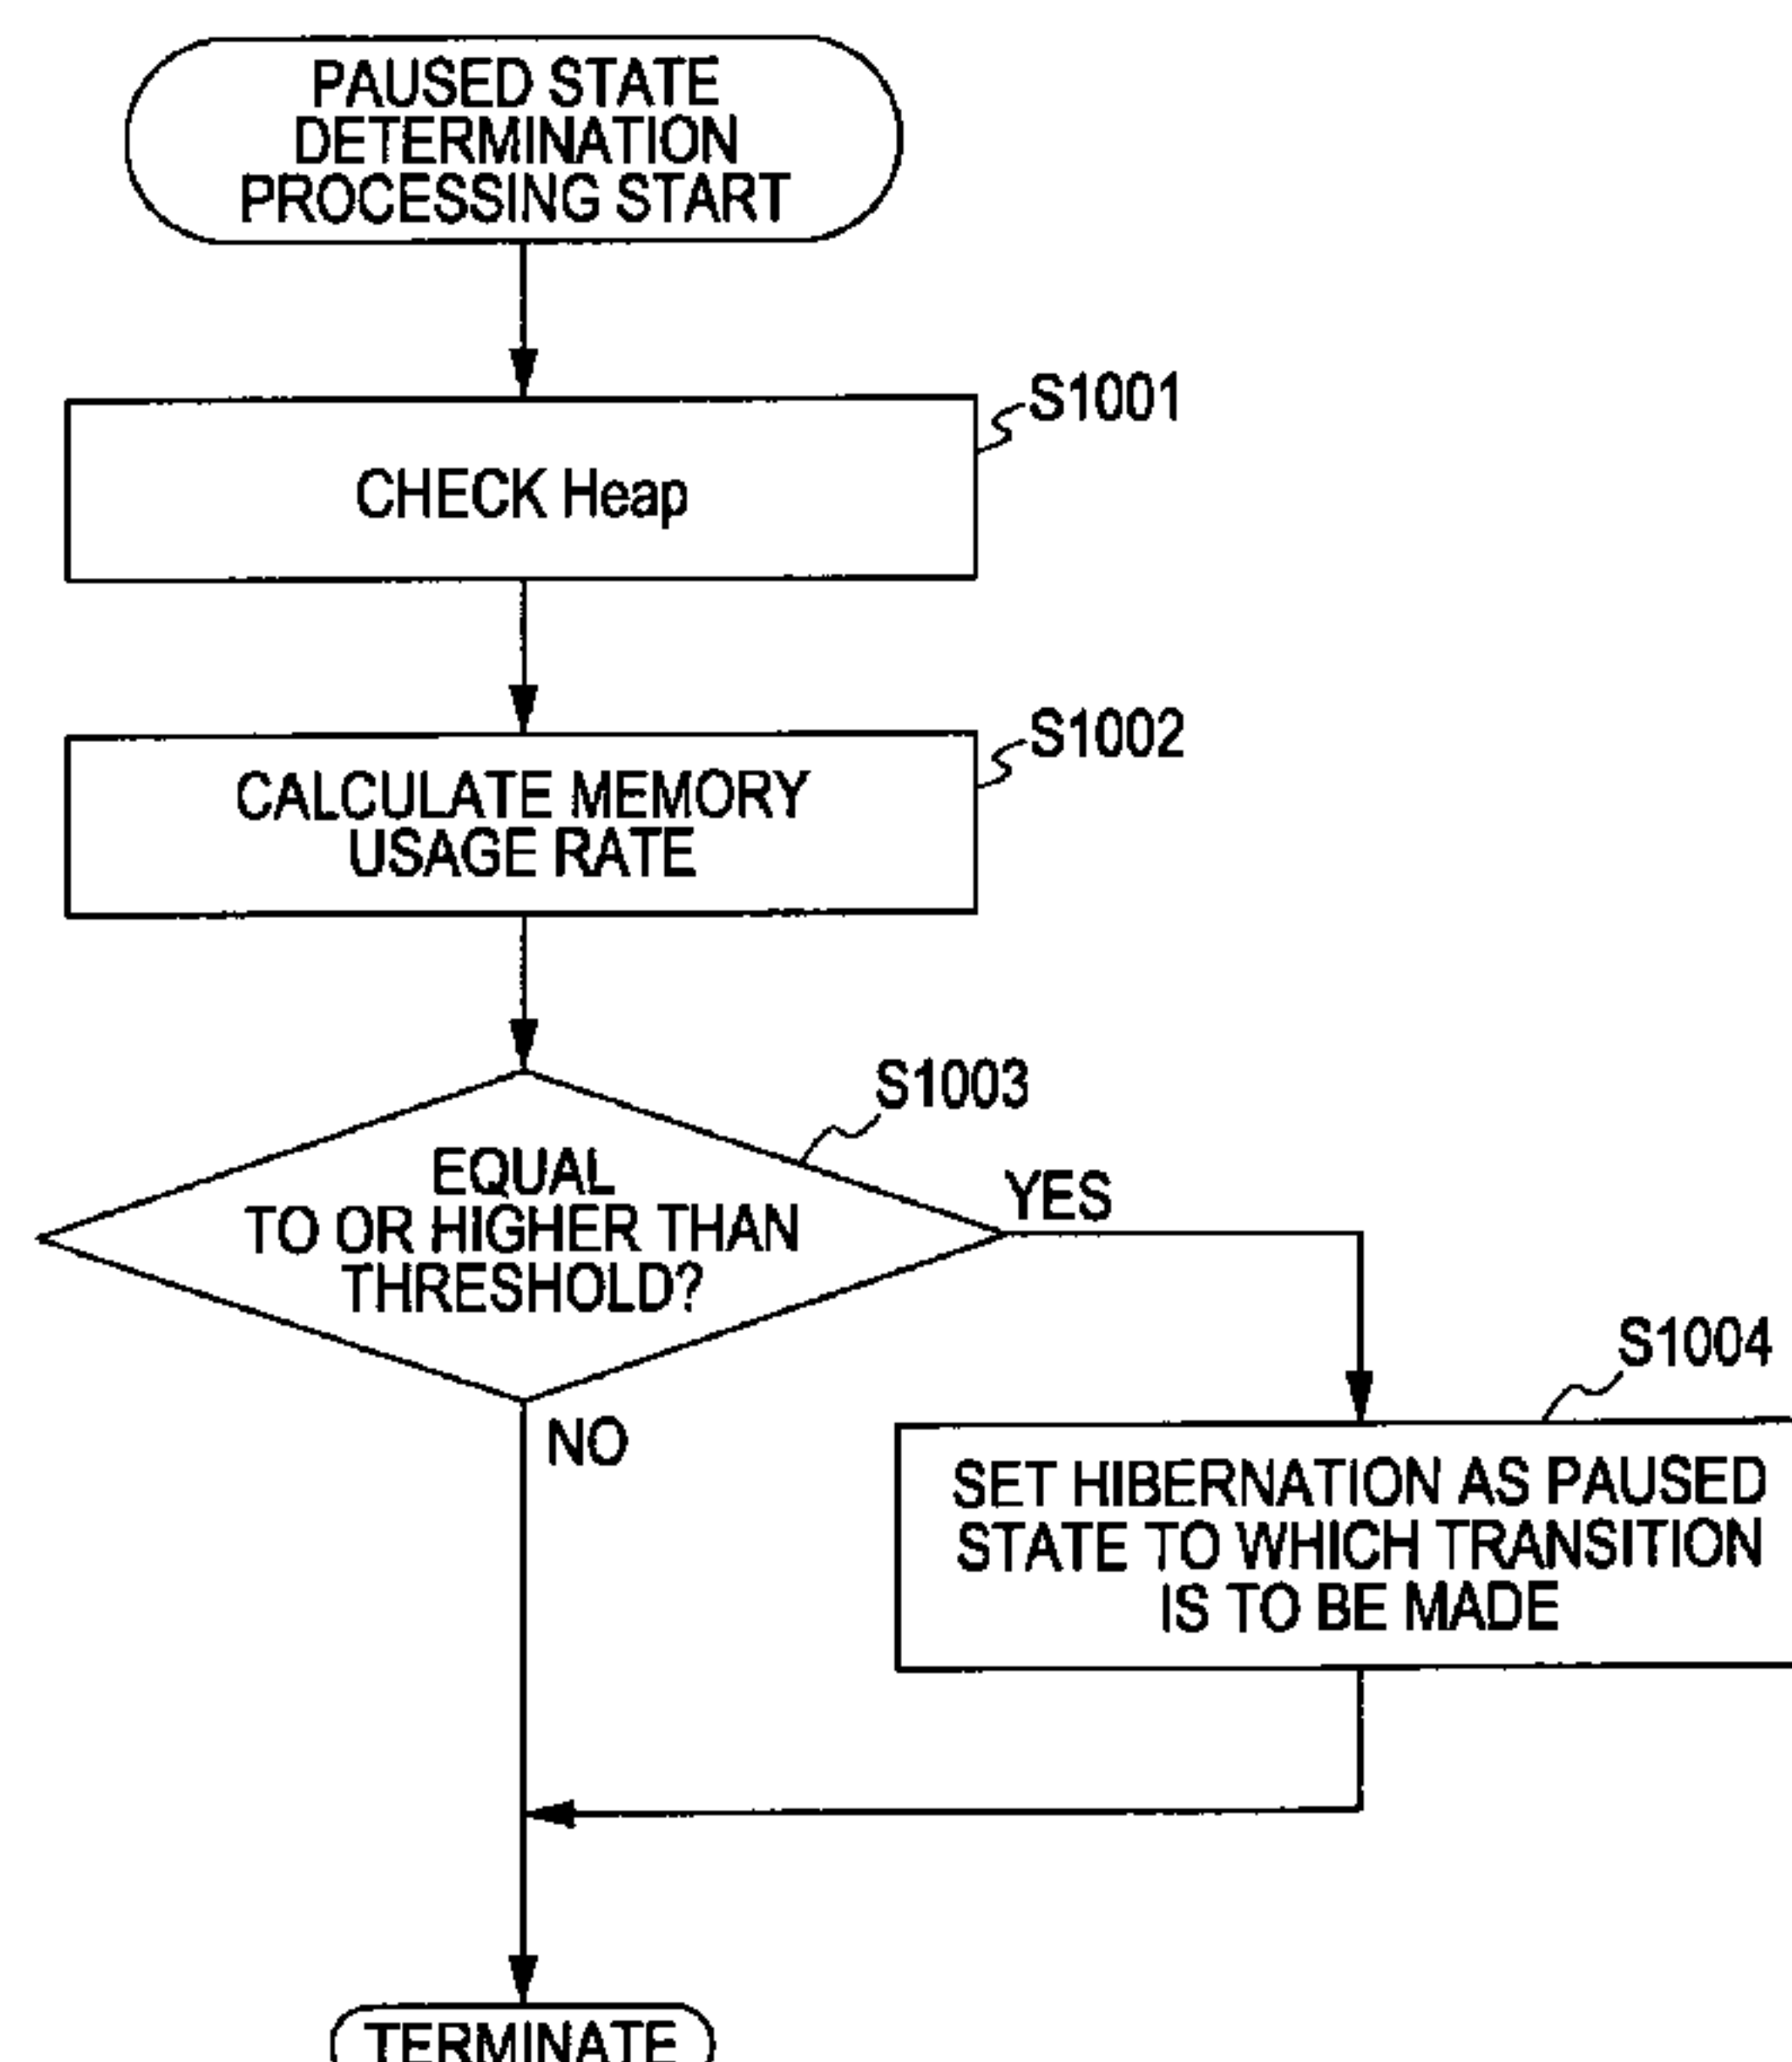 PAUSED STATE
DETERMINATION
PROCESSING START
S1001
CHECK Heap
S1002
CALCULATE MEMORY
USAGE RATE
S1003
EQUAL
TO OR HIGHER THAN
THRESHOLD?
YES
NO
S1004
SET HIBERNATION AS PAUSED
STATE TO WHICH TRANSITION
IS TO BE MADE
TERMINATE